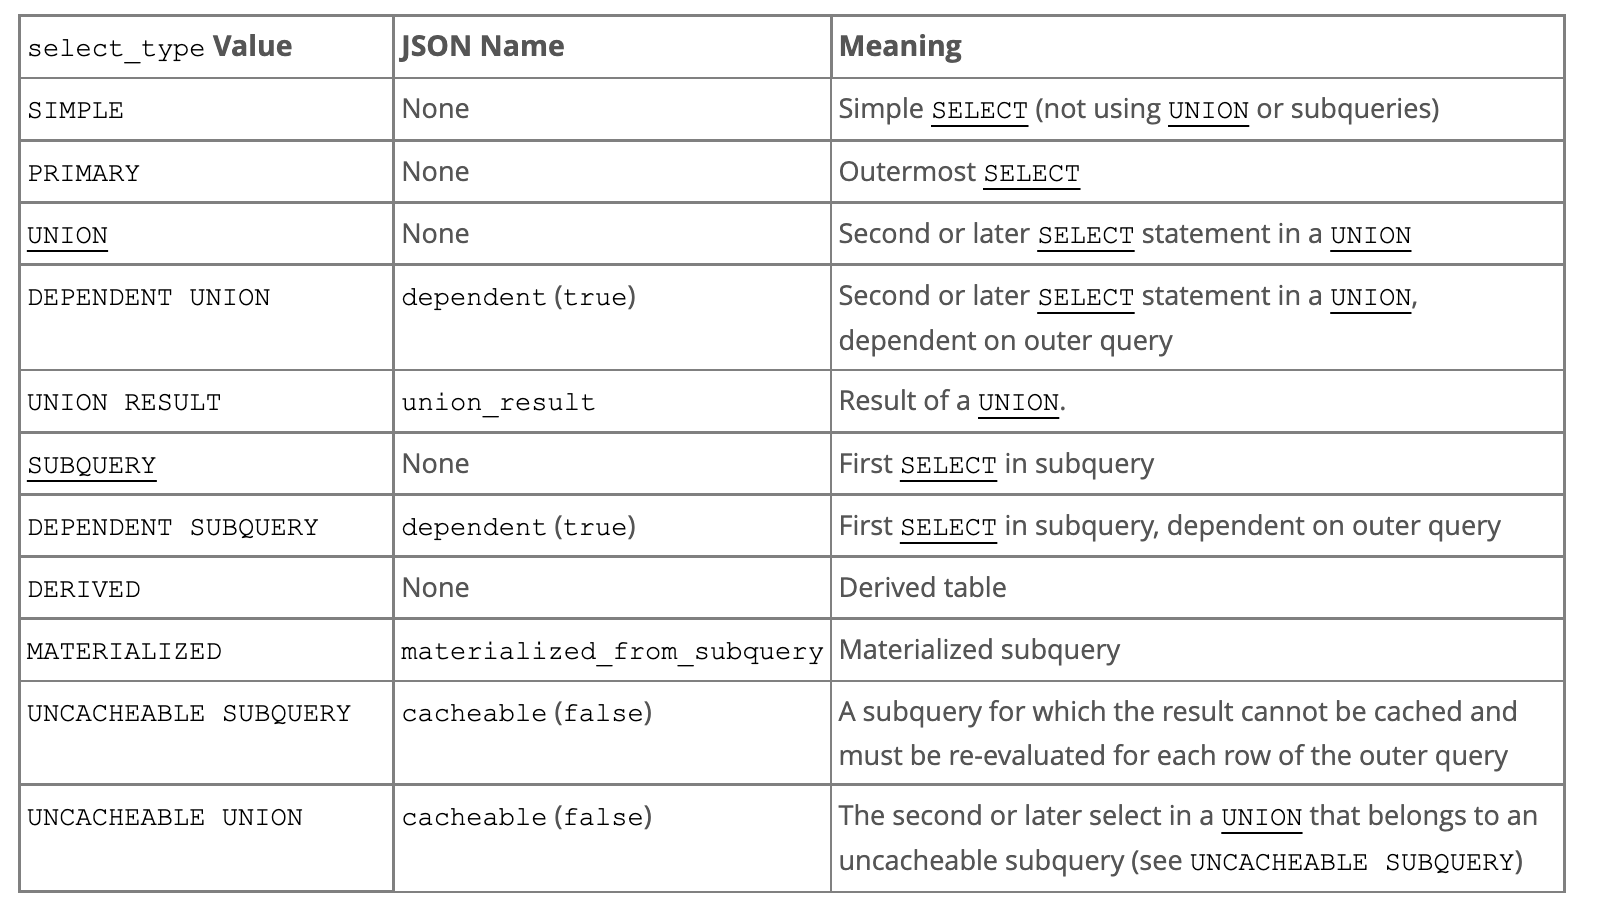 select_type Value JSON Name Meaning
SIMPLE None Simple SELECT (not using UNION or subqueries)
PRIMARY None Outermost SELECT
UNION None Second or later SELECT statement in a UNION
DEPENDENT UNION dependent (true) Second or later SELECT statement in a UNION,
dependent on outer query
UNION RESULT union_result Result of a UNION.
SUBQUERY None First SELECT in subquery
DEPENDENT SUBQUERY dependent (true) First SELECT in subquery, dependent on outer query
DERIVED None Derived table
MATERIALIZED materialized_from_subquery Materialized subquery
UNCACHEABLE SUBQUERY cacheable (false) A subquery for which the result cannot be cached and
must be re-evaluated for each row of the outer query
UNCACHEABLE UNION cacheable (false) The second or later select in a UNION that belongs to an
uncacheable subquery (see UNCACHEABLE SUBQUERY)